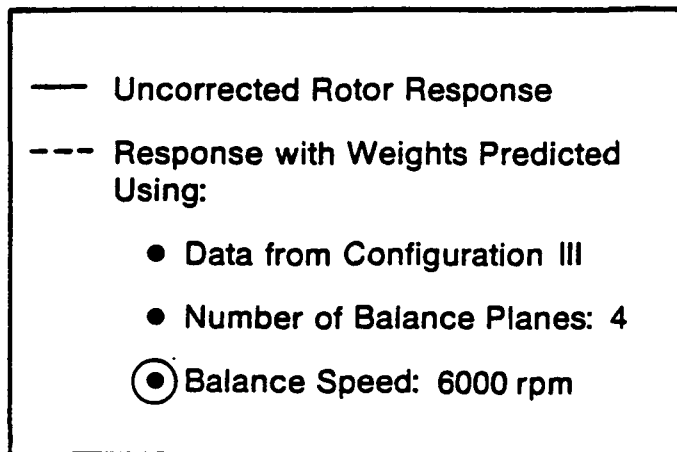 — Uncorrected Rotor Response
--- Response with Weights Predicted
Using:
• Data from Configuration III
• Number of Balance Planes: 4
• Balance Speed: 6000 rpm